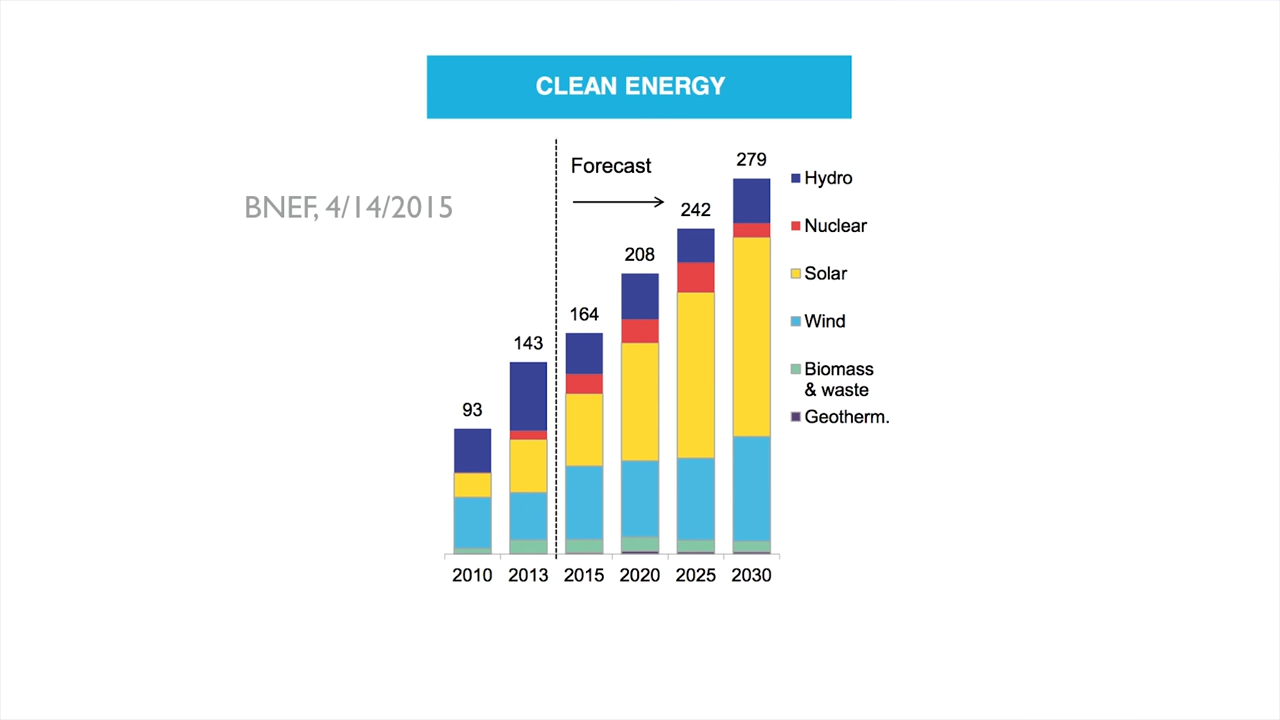 CLEAN ENERGY
BNEF, 4/14/2015
Forecast
93
143
164
208
242
279
Hydro
Nuclear
Solar
Wind
Biomass
& waste
Geotherm.
2010 2013 2015 2020 2025 2030